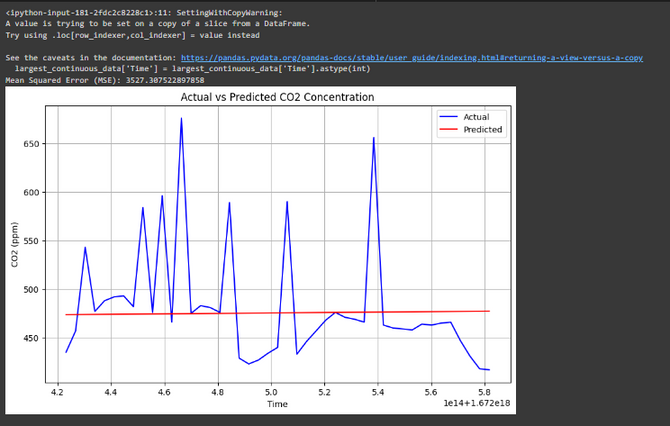 <ipython-input-181-2fdc2c8228c1>:11: SettingWithCopyWarning:
A value is trying to be set on a copy of a slice from a DataFrame.
Try using .loc[row_indexer,col_indexer] = value instead
See the caveats in the documentation: https://pandas.pydata.org/pandas-docs/stable/user_guide/indexing.html#returning-a-view-versus-a-copy
largest_continuous_data['Time'] = largest_continuous_data['Time'].astype(int)
Mean Squared Error (MSE): 3527.307522897858
Actual vs Predicted CO2 Concentration
Actual
Predicted
650
600
550
500
450
CO2 (ppm)
4.2 4.4 4.6 4.8 5.0 5.2 5.4 5.6 5.8
1e14+1.672e18
Time